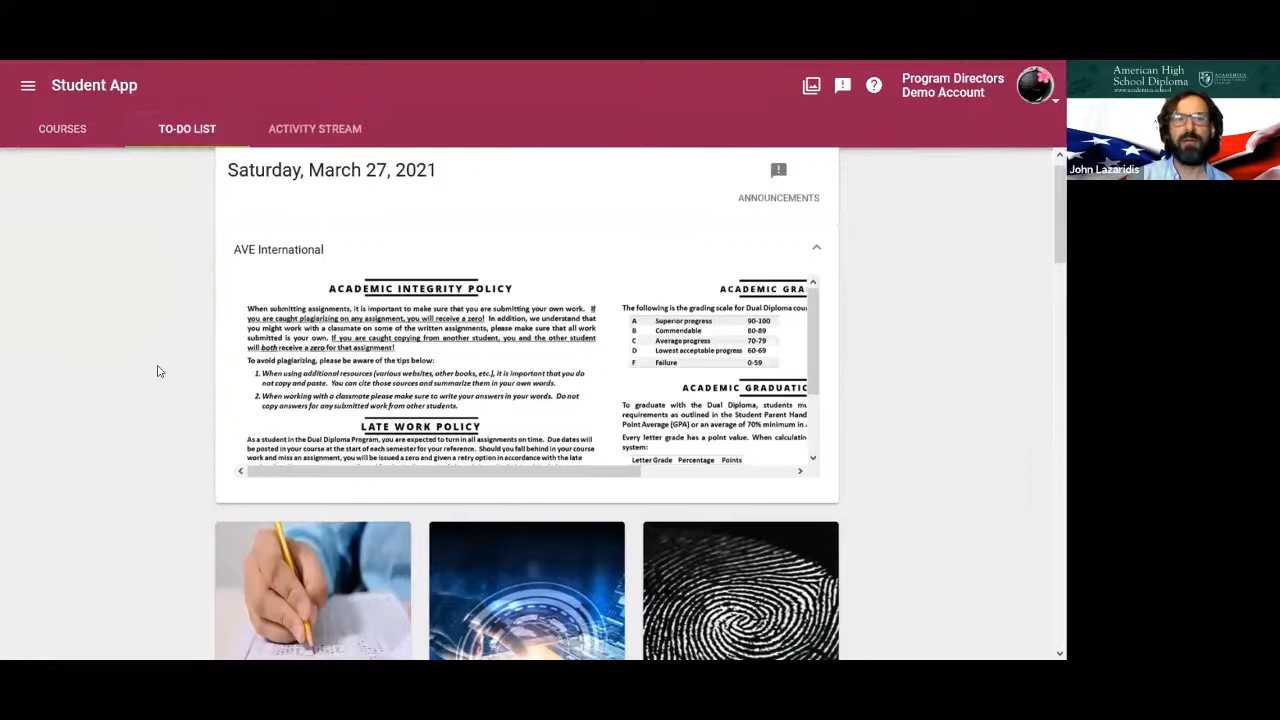 Student App
Program Directors
Demo Account
COURSES
TO-DO LIST
ACTIVITY STREAM
Saturday, March 27, 2021
ANNOUNCEMENTS
AVE International
ACADEMIC INTEGRITY POLICY
When submitting assignments, it is important to make sure that you are submitting your own work. If
you are caught plagiarizing on any assignment, you will receive a zero! In addition, we understand that
you might work with a classmate on some of the written assignments, please make sure that all work
submitted is your own. If you are caught copying from another student, you and the other student
will both receive a zero for that assignment!
To avoid plagiarizing, please be aware of the tips below:
1. When using additional resources (various websites, other books, etc.), it is important that you do
not copy and paste. You can cite those sources and summarize them in your own words.
2. When working with a classmate please make sure to write your answers in your words. Do not
copy answers for any submitted work from other students.
LATE WORK POLICY
As a student in the Dual Diploma Program, you are expected to turn in all assignments on time. Due dates will
be posted in your course at the start of each semester for your reference. Should you fall behind in your course
work and miss an assignment, you will be issued a zero and given a retry option in accordance with the late
ACADEMIC GRA
The following is the grading scale for Dual Diploma cou
A Superior progress 90-100
B Commendable 80-89
C Average progress 70-79
D Lowest acceptable progress 60-69
F Failure 0-59
ACADEMIC GRADUATIC
To graduate with the Dual Diploma, students mu
requirements as outlined in the Student Parent Hand
Point Average (GPA) or an average of 70% minimum in
Every letter grade has a point value. When calculatin
system:
Letter Grade Percentage Points
American High
School Diploma
www.academica.school
ACADEMICA
John Lazaridis